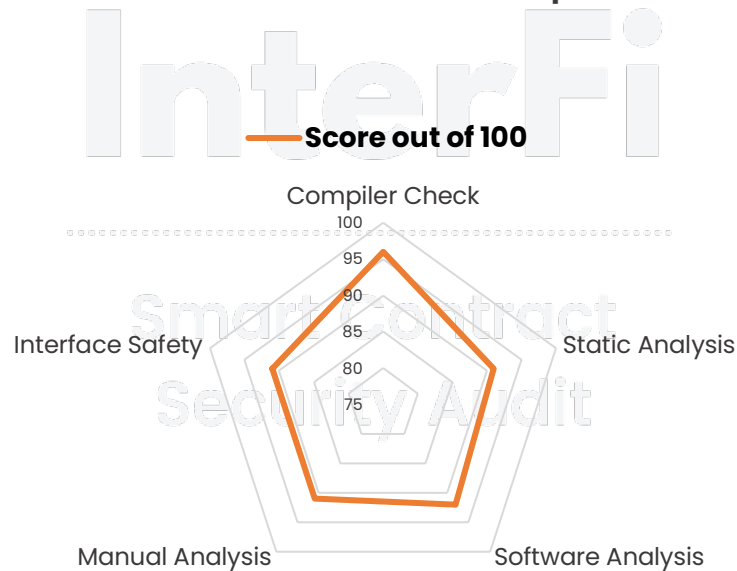 InterFi
Score out of 100
Compiler Check
100
95
Smart Contract
90
85
Interface Safety
Static Analysis
80
Security Audit
75
Manual Analysis
Software Analysis